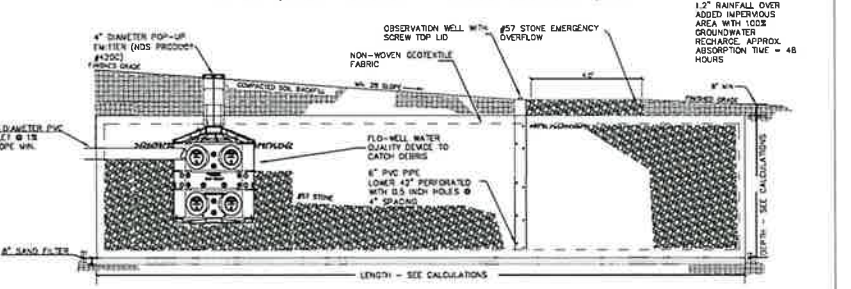 1.2" RAINFALL OVER
ADDED IMPERVIOUS
AREA WITH 100%
GROUNDWATER
RECHARGE. APPROX.
ABSORPTION TIME = 48
HOURS
4" DIAMETER POP-UP
EMITTER (NDS PRODUCT
#420C)
FINISHED GRADE
COMPACTED SOIL BACKFILL
MIN. 2% SLOPE
OBSERVATION WELL WITH
SCREW TOP LID
NON-WOVEN GEOTEXTILE
FABRIC
#57 STONE EMERGENCY
OVERFLOW
6" MIN
FINISHED GRADE
DIAMETER PVC
@ 1%
MIN.
FLO-WELL WATER
QUALITY DEVICE TO
CATCH DEBRIS
6" PVC PIPE
LOWER 42" PERFORATED
WITH 0.5 INCH HOLES @
4" SPACING
#57 STONE
SAND FILTER
LENGTH - SEE CALCULATIONS
DEPTH - SEE CALCULATIONS